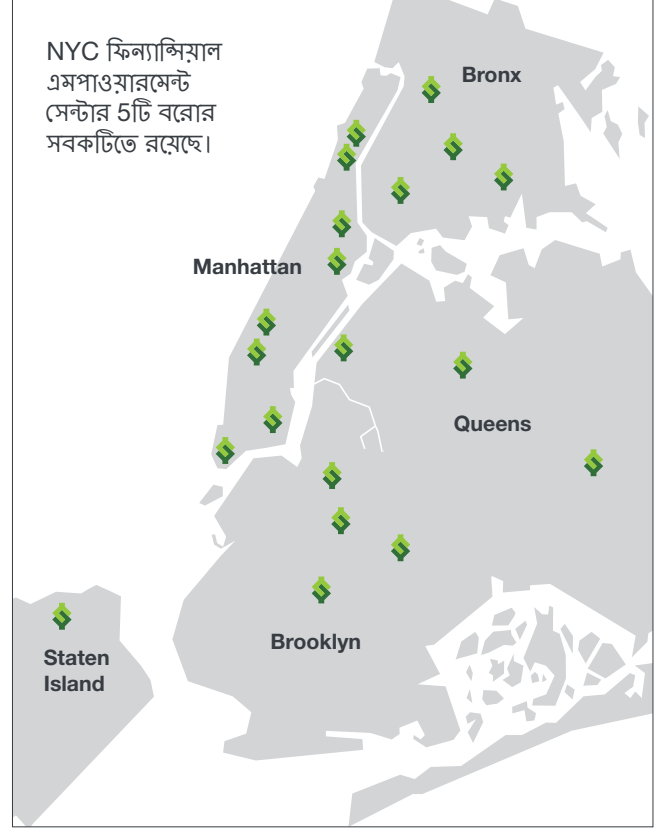 NYC ফিন্যান্সিয়াল
এমপাওয়ারমেন্ট
সেন্টার 5টি বরোর
সবকটিতে রয়েছে।
Bronx
Manhattan
Queens
Brooklyn
Staten
Island